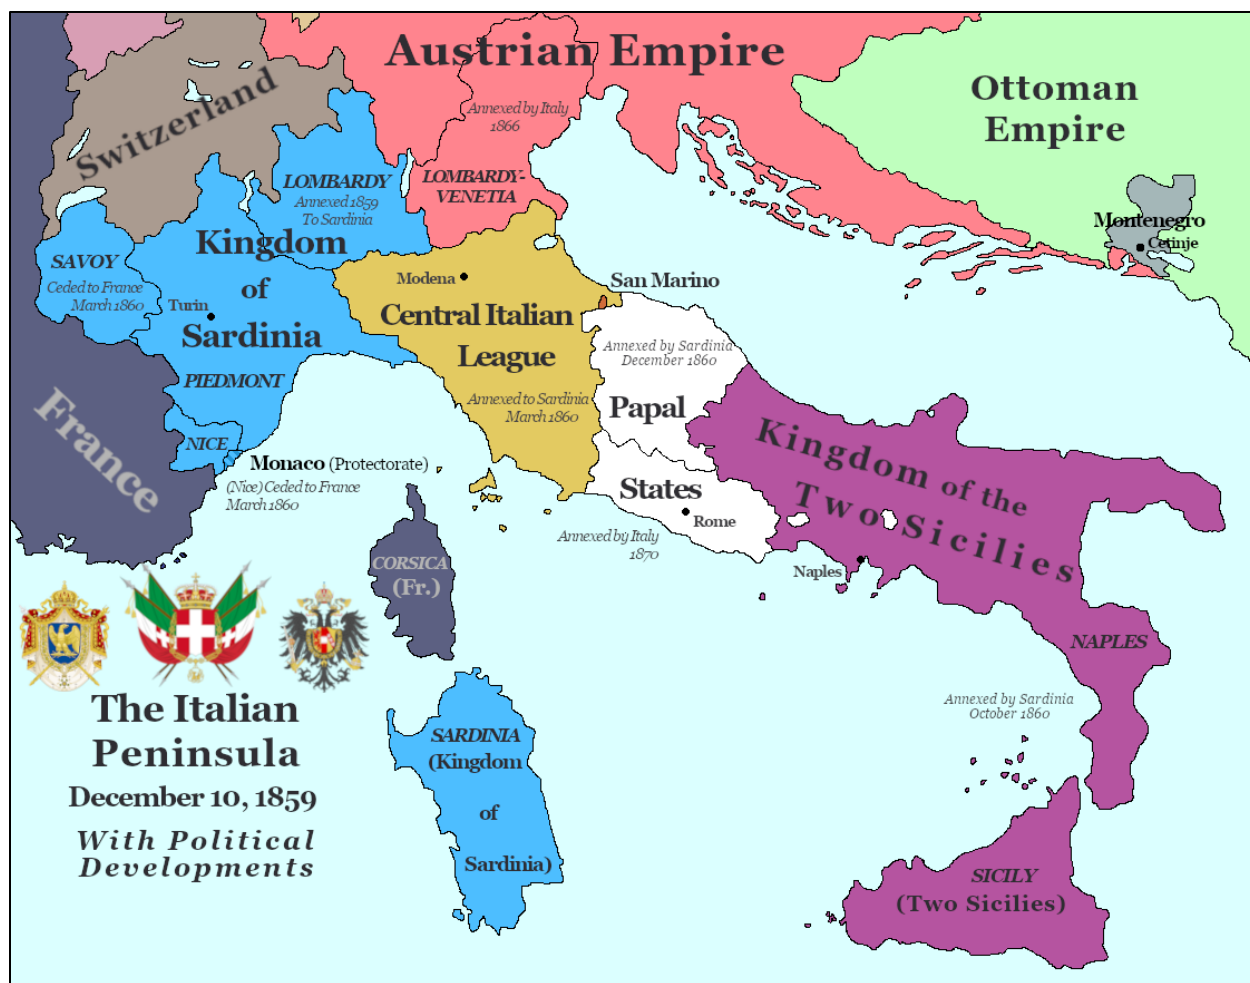 Austrian Empire
Ottoman
Empire
Switzerland
Annexed by Italy
1866
LOMBARDY
Annexed 1859
To Sardinia
LOMBARDY-
VENETIA
Montenegro
Cetinje
Kingdom
of
Sardinia
SAVOY
Ceded to France
March 1860
Turin
Modena
San Marino
Central Italian
League
Annexed by Sardinia
December 1860
PIEDMONT
Annexed to Sardinia
March 1860
Papal
States
France
NICE
Monaco (Protectorate)
(Nice) Ceded to France
March 1860
Kingdom of the
Two Sicilies
Rome
Annexed by Italy
1870
Naples
CORSICA
(Fr.)
NAPLES
The Italian
Peninsula
December 10, 1859
With Political
Developments
Annexed by Sardinia
October 1860
SARDINIA
(Kingdom
of
Sardinia)
SICILY
(Two Sicilies)